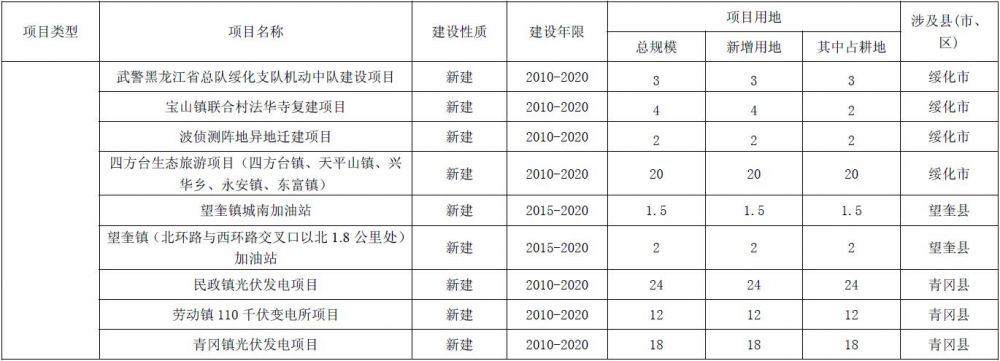 项目类型 项目名称 建设性质 建设年限 项目用地 涉及县(市、区)
总规模 新增用地 其中占耕地
武警黑龙江省总队绥化支队机动中队建设项目 新建 2010-2020 3 3 3 绥化市
宝山镇联合村法华寺复建项目 新建 2010-2020 4 4 2 绥化市
波侦测阵地异地迁建项目 新建 2010-2020 2 2 2 绥化市
四方台生态旅游项目（四方台镇、天平山镇、兴
华乡、永安镇、东富镇） 新建 2010-2020 20 20 20 绥化市
望奎镇城南加油站 新建 2015-2020 1.5 1.5 1.5 望奎县
望奎镇（北环路与西环路交叉口以北 1.8 公里处）
加油站 新建 2015-2020 2 2 2 望奎县
民政镇光伏发电项目 新建 2010-2020 24 24 24 青冈县
劳动镇 110 千伏变电所项目 新建 2010-2020 12 12 12 青冈县
青冈镇光伏发电项目 新建 2010-2020 18 18 18 青冈县